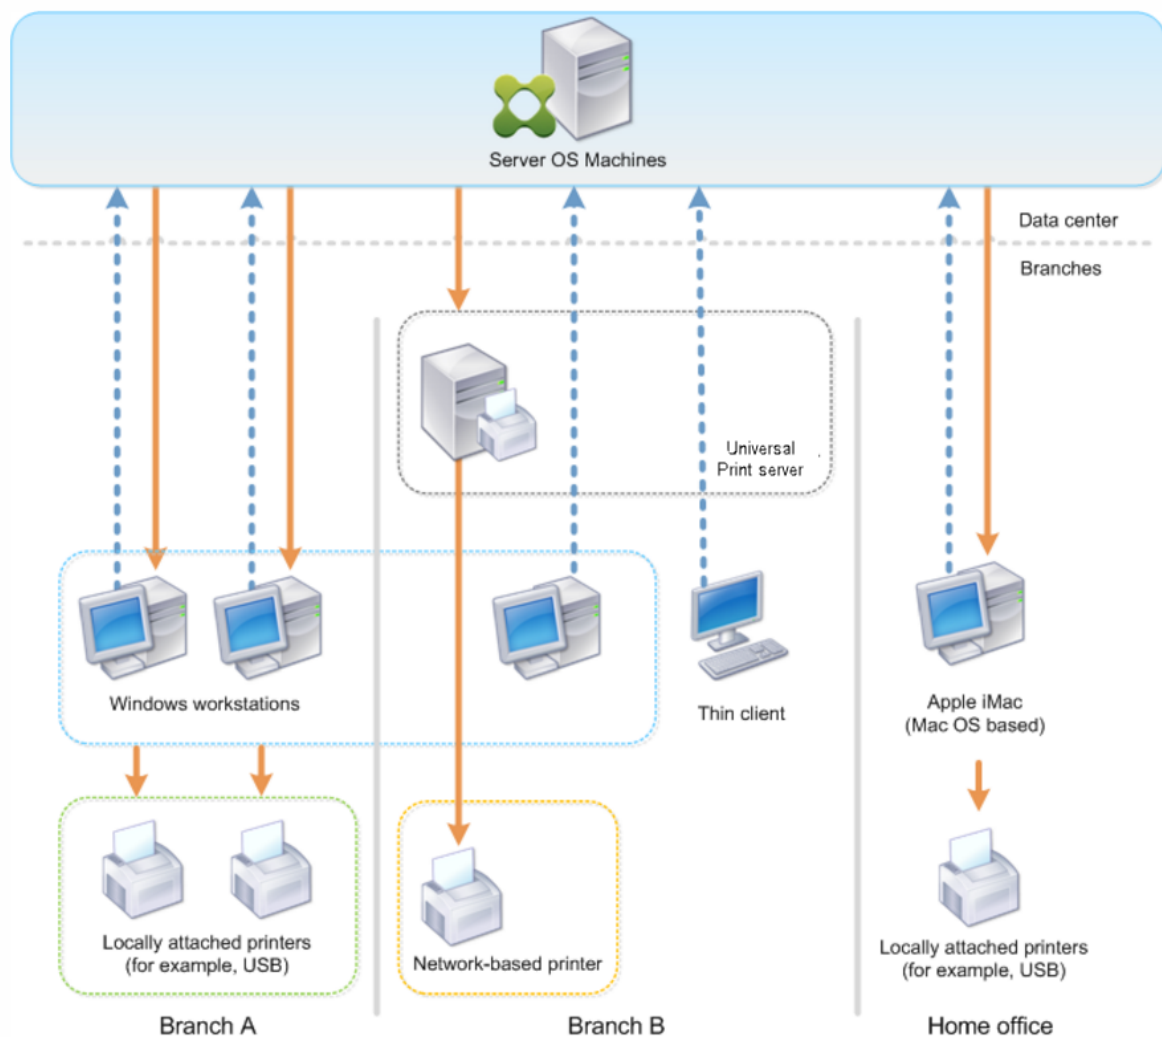 Server OS Machines
Data center
Branches
Universal
Print server
Windows workstations
Thin client
Apple iMac
(Mac OS based)
Locally attached printers
(for example, USB)
Network-based printer
Locally attached printers
(for example, USB)
Branch A
Branch B
Home office